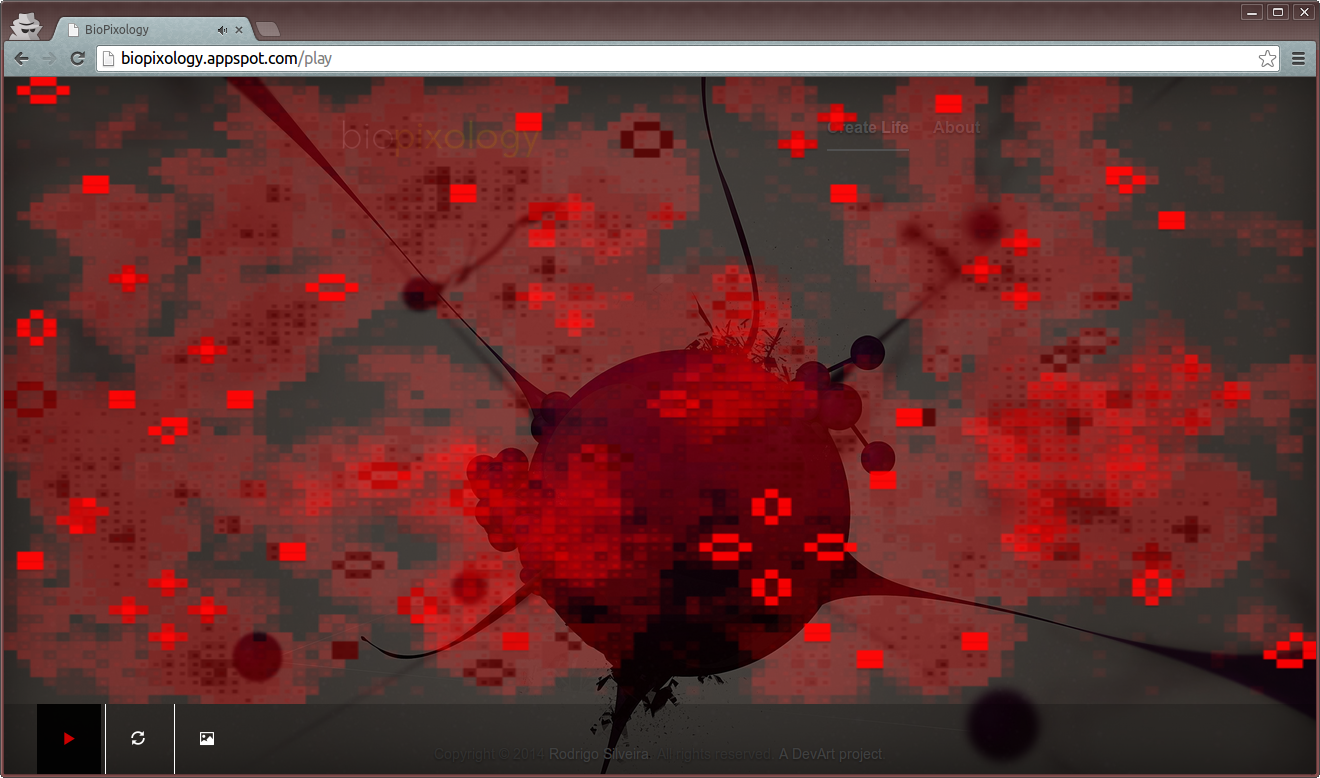 BioPixology
biopixology.appspot.com/play
biopixology
Create Life About
Copyright © 2014 Rodrigo Silveira. All rights reserved. A DevArt project